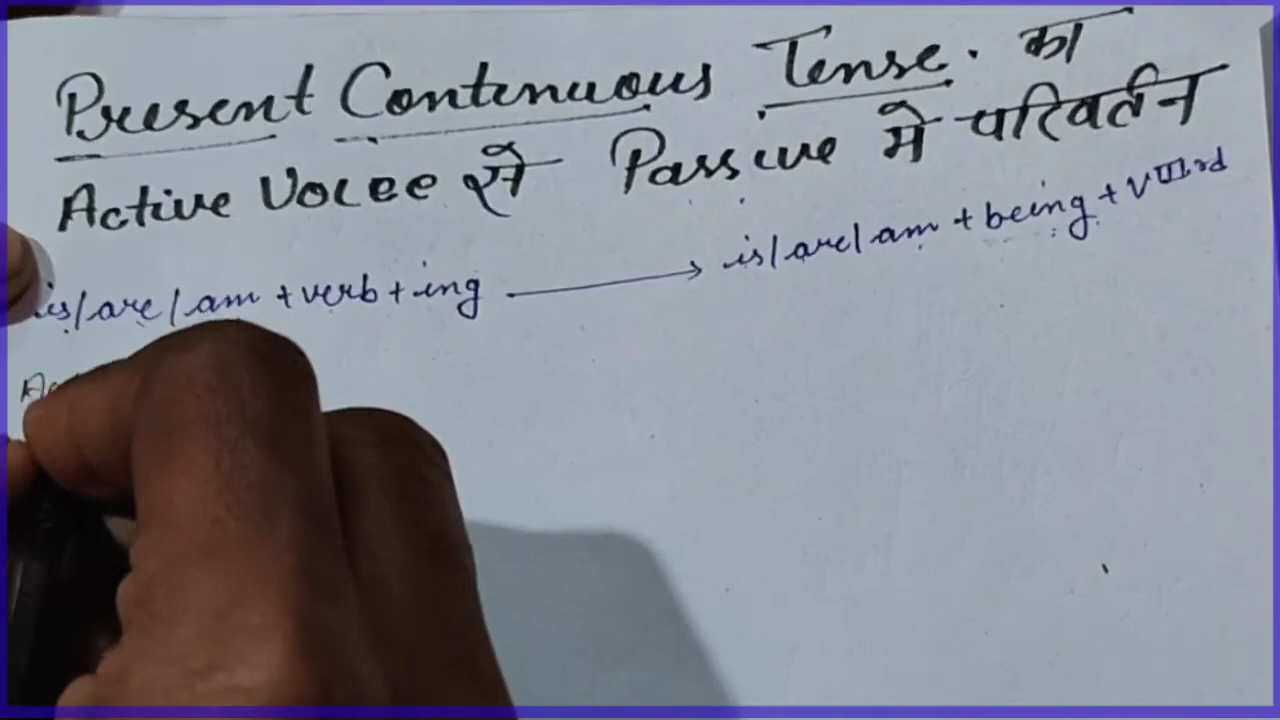 Present Continuous Tense. का
Active Voice से Passive मे परिवर्तन
is/are/am + verb + ing → is/are/am + being + VIIIrd